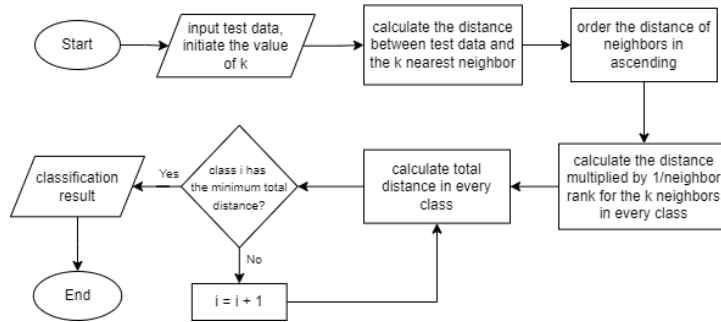 Start
input test data,
initiate the value
of k
calculate the distance
between test data and
the k nearest neighbor
order the distance of
neighbors in
ascending
calculate the distance
multiplied by 1/neighbor
rank for the k neighbors
in every class
calculate total
distance in every
class
class i has
the minimum total
distance?
Yes
classification
result
End
No
i = i + 1